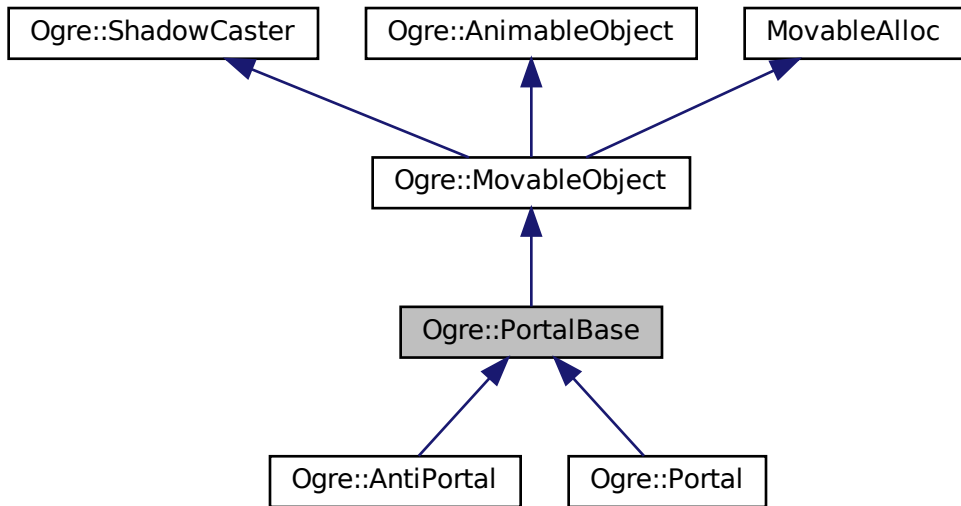 Ogre::ShadowCaster
Ogre::AnimableObject
MovableAlloc
Ogre::MovableObject
Ogre::PortalBase
Ogre::AntiPortal
Ogre::Portal